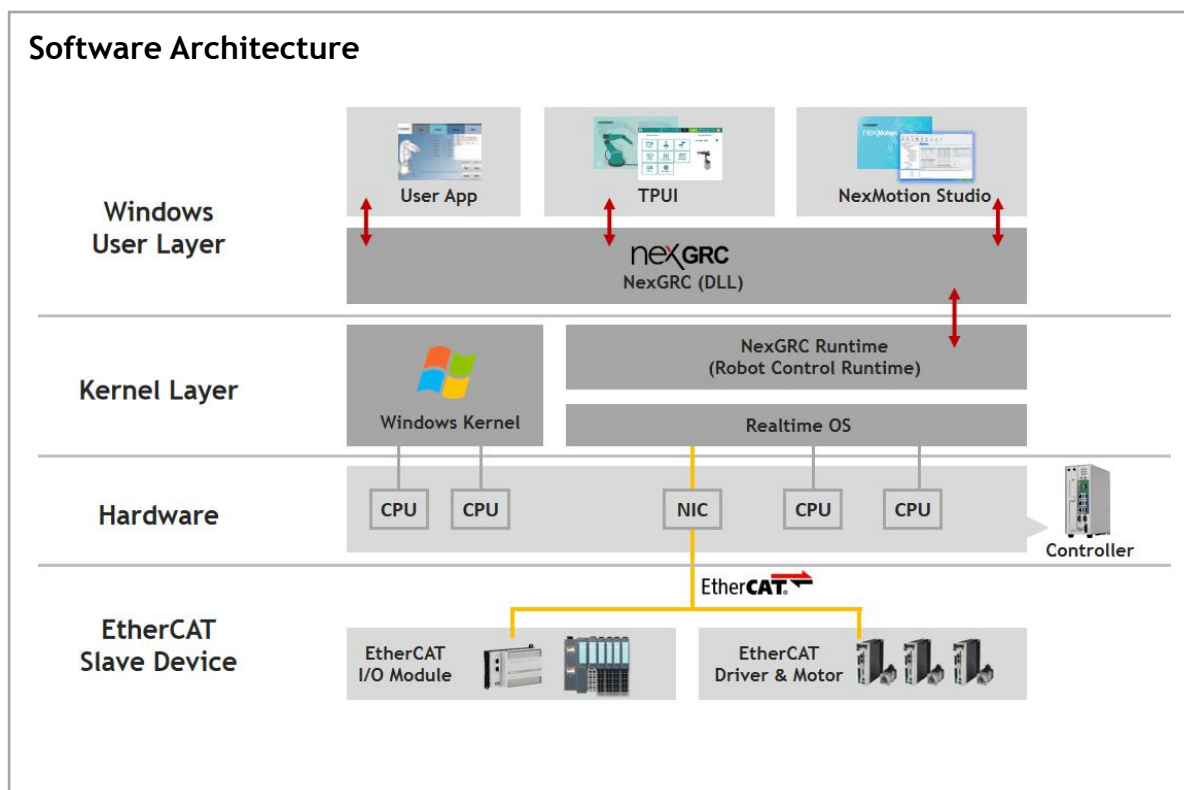 Software Architecture
Windows
User Layer
User App
TPUI
nexMotion
NexMotion Studio
nexGRC
NexGRC (DLL)
Kernel Layer
Windows Kernel
NexGRC Runtime
(Robot Control Runtime)
Realtime OS
Hardware
CPU
CPU
NIC
CPU
CPU
Controller
EtherCAT
EtherCAT
Slave Device
EtherCAT
I/O Module
EtherCAT
Driver & Motor